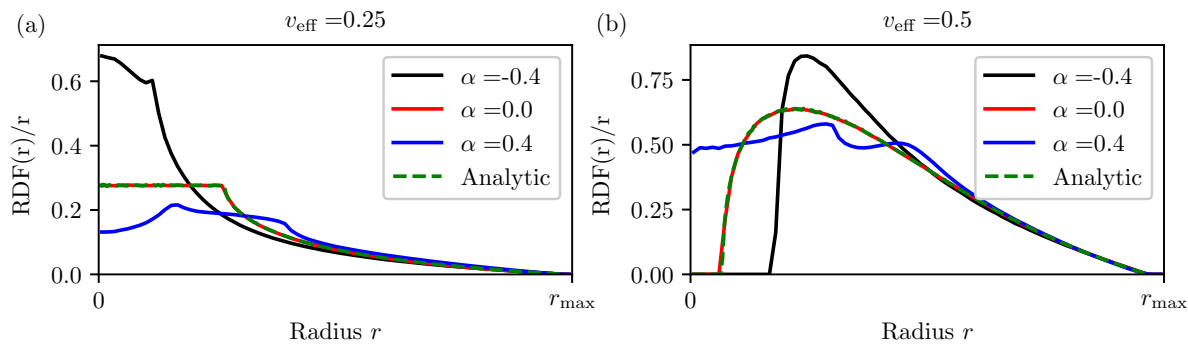 (a)
v_eff =0.25
RDF(r)/r
0.6
0.4
0.2
0.0
α =-0.4
α =0.0
α =0.4
Analytic
0
r_max
Radius r
(b)
v_eff =0.5
RDF(r)/r
0.75
0.50
0.25
0.00
α =-0.4
α =0.0
α =0.4
Analytic
0
r_max
Radius r